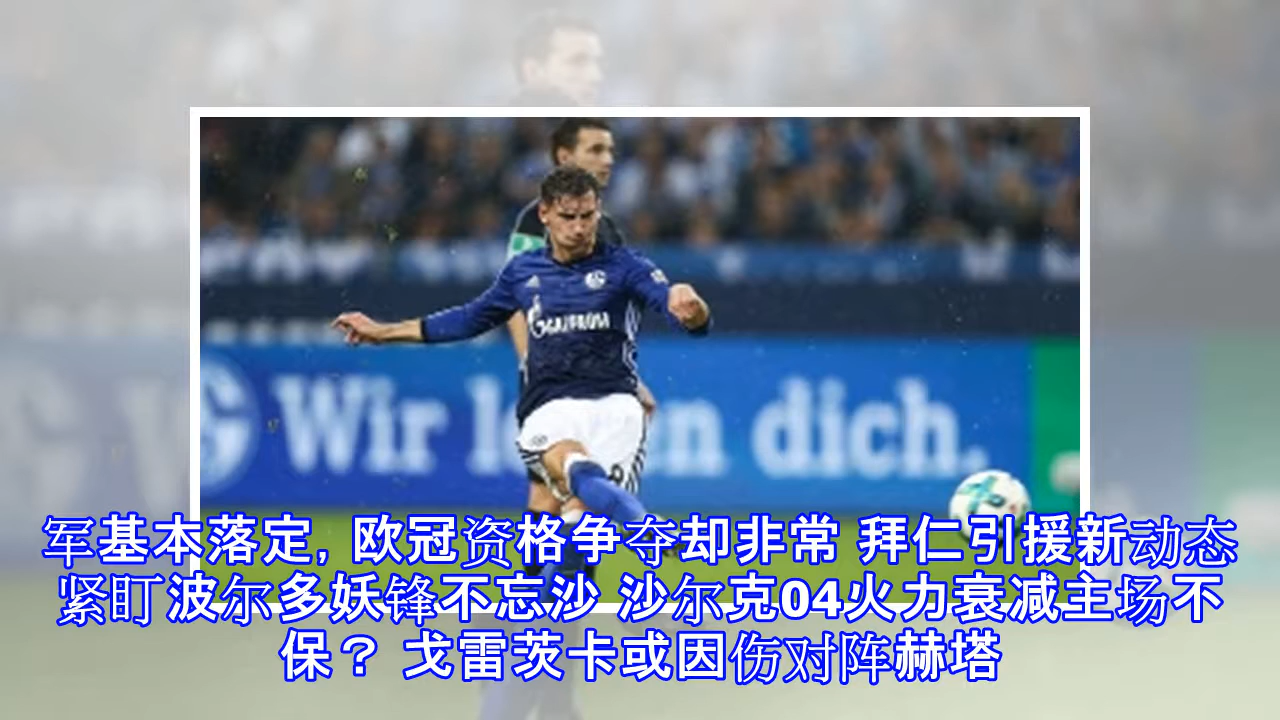 GAZPROM
Wir le n dich.
军基本落定, 欧冠资格争夺却非常 拜仁引援新动态
紧盯波尔多妖锋不忘沙 沙尔克04火力衰减主场不
保？ 戈雷茨卡或因伤对阵赫塔